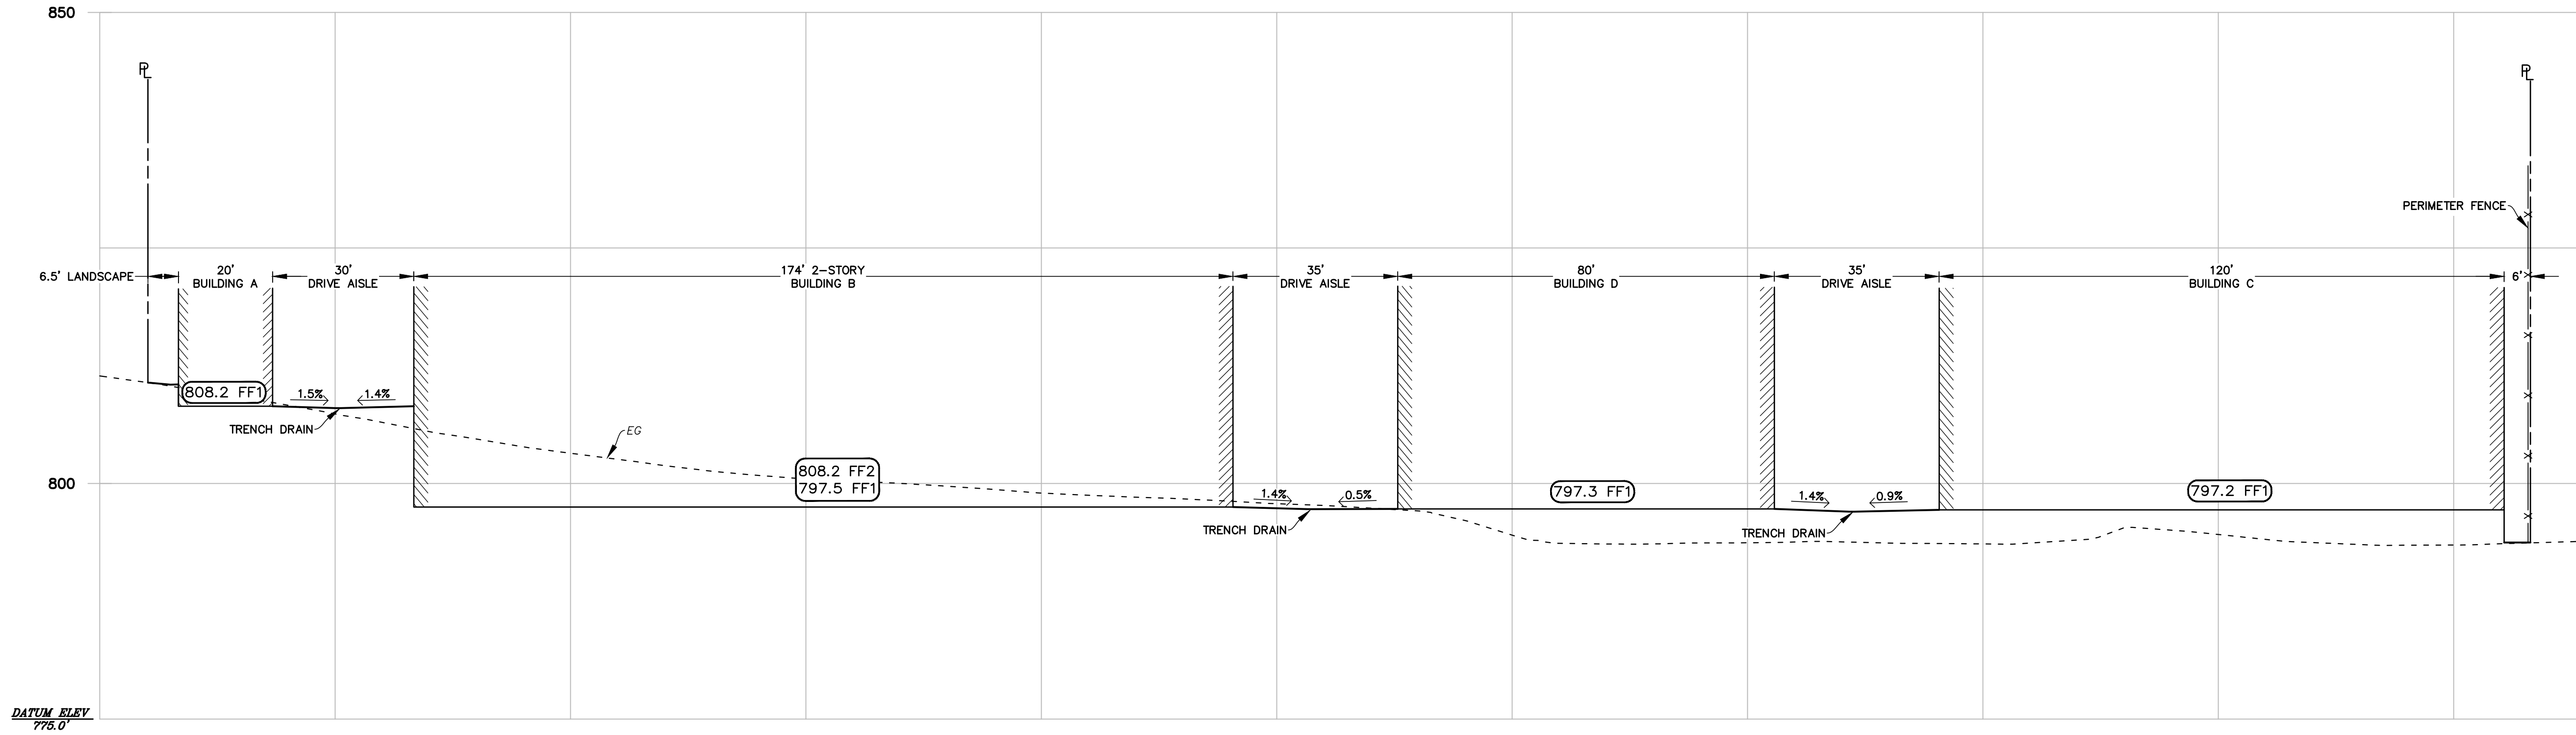 850
PL
PL
PERIMETER FENCE
6.5' LANDSCAPE
20'
BUILDING A
30'
DRIVE AISLE
174' 2-STORY
BUILDING B
35'
DRIVE AISLE
80'
BUILDING D
35'
DRIVE AISLE
120'
BUILDING C
6'
808.2 FF1
1.5%
1.4%
TRENCH DRAIN
EG
808.2 FF2
797.5 FF1
1.4%
0.5%
TRENCH DRAIN
797.3 FF1
1.4%
0.9%
TRENCH DRAIN
797.2 FF1
800
DATUM ELEV
775.0'